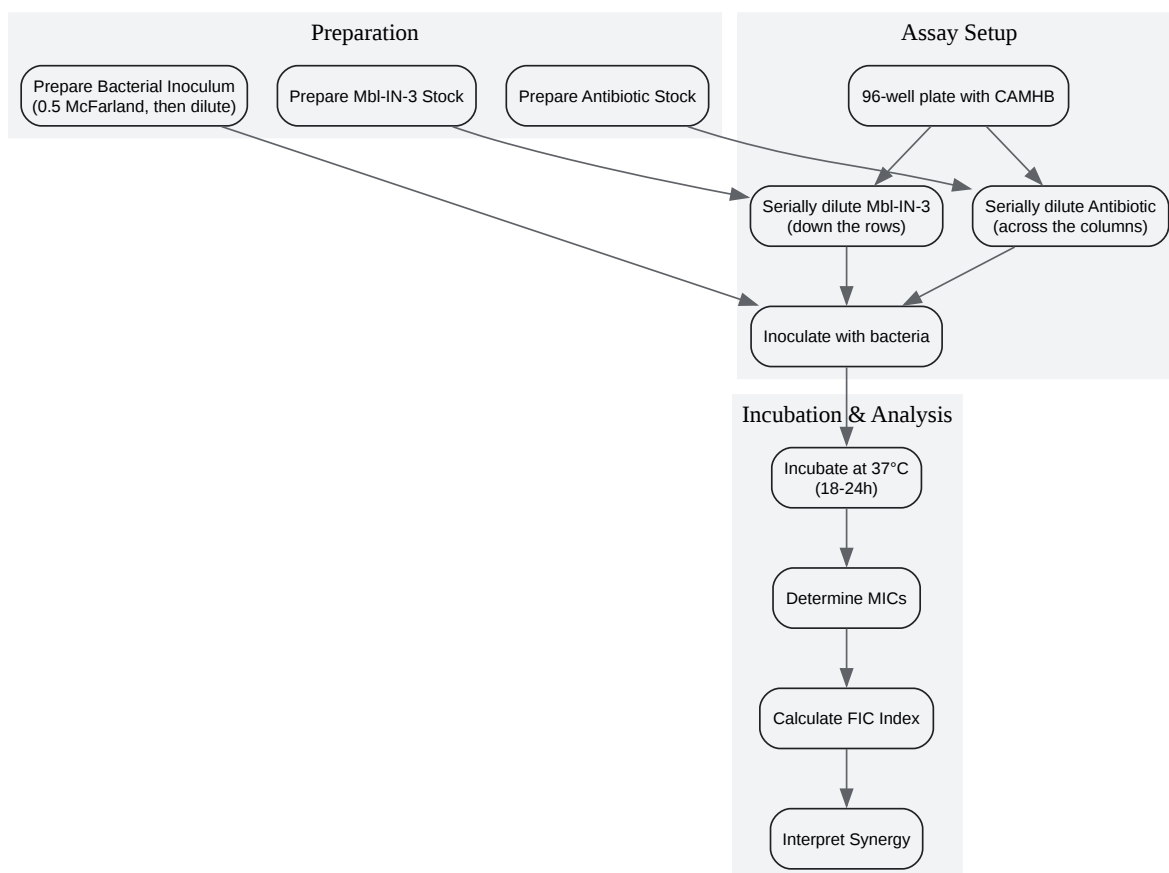 Preparation
Prepare Bacterial Inoculum
(0.5 McFarland, then dilute)
Prepare Mbl-IN-3 Stock
Prepare Antibiotic Stock
Assay Setup
96-well plate with CAMHB
Serially dilute Mbl-IN-3
(down the rows)
Serially dilute Antibiotic
(across the columns)
Inoculate with bacteria
Incubation & Analysis
Incubate at 37°C
(18-24h)
Determine MICs
Calculate FIC Index
Interpret Synergy